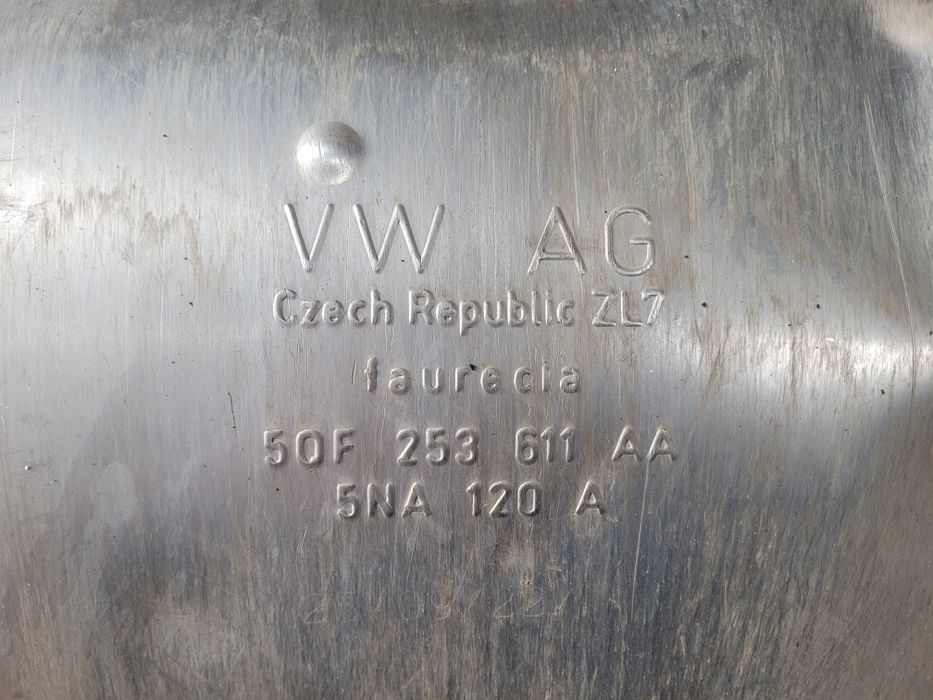 VW AG
Czech Republic ZL7
faurecia
5QF 253 611 AA
5NA 120 A